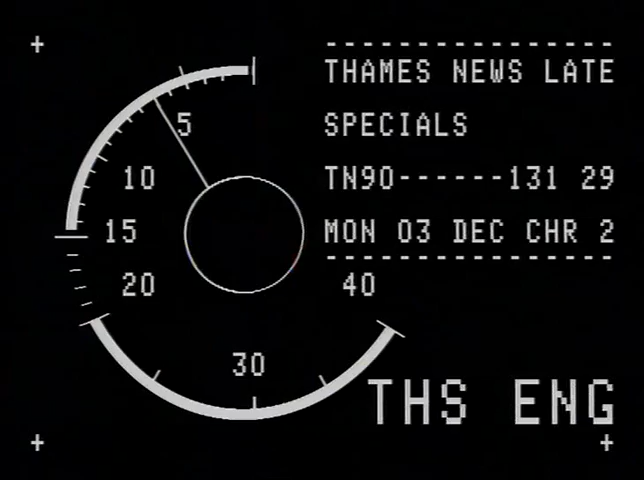 THAMES NEWS LATE
SPECIALS
TN90------131 29
MON 03 DEC CHR 2
5
10
15
20
30
40
THS ENG